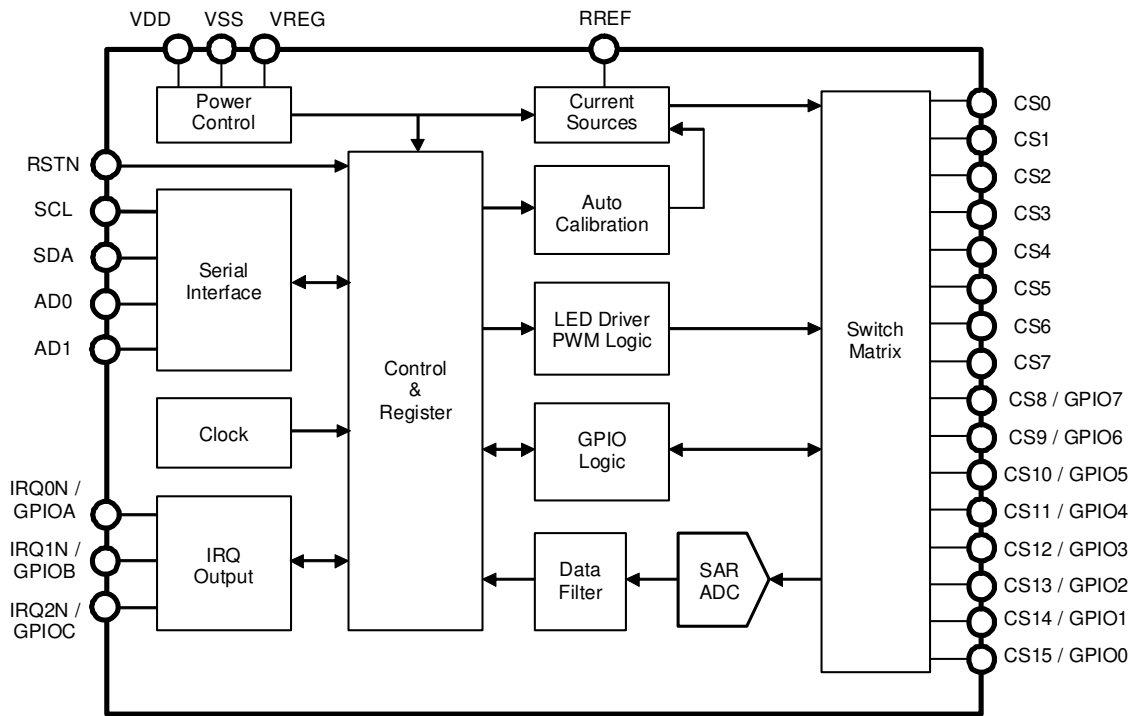 VDD
VSS
VREG
RREF
Power
Control
Current
Sources
CS0
CS1
CS2
CS3
CS4
CS5
CS6
CS7
CS8 / GPIO7
CS9 / GPIO6
CS10 / GPIO5
CS11 / GPIO4
CS12 / GPIO3
CS13 / GPIO2
CS14 / GPIO1
CS15 / GPIO0
RSTN
SCL
SDA
AD0
AD1
Serial
Interface
Auto
Calibration
LED Driver
PWM Logic
Switch
Matrix
Control
&
Register
Clock
GPIO
Logic
IRQ0N /
GPIOA
IRQ1N /
GPIOB
IRQ2N /
GPIOC
IRQ
Output
Data
Filter
SAR
ADC